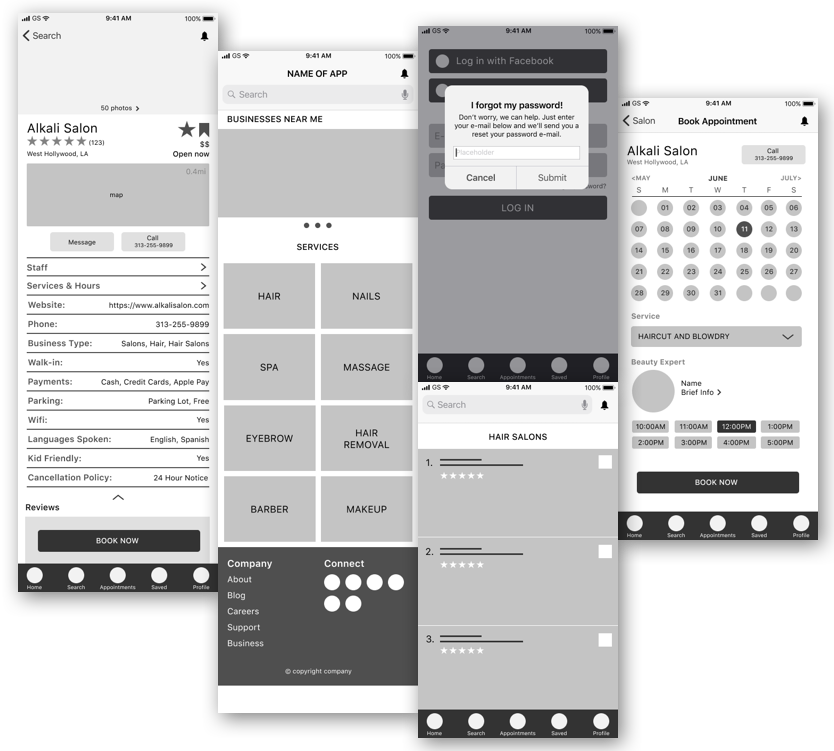 GS 9:41 AM 100%
Search
50 photos
Alkali Salon
(123)
$$
West Hollywood, LA
Open now
0.4mi
map
Message
Call
313-255-9899
Staff
Services & Hours
Website: https://www.alkalisalon.com
Phone: 313-255-9899
Business Type: Salons, Hair, Hair Salons
Walk-in: Yes
Payments: Cash, Credit Cards, Apple Pay
Parking: Parking Lot, Free
Wifi: Yes
Languages Spoken: English, Spanish
Kid Friendly: Yes
Cancellation Policy: 24 Hour Notice
Reviews
BOOK NOW
Home Search Appointments Saved Profile
GS 9:41 AM 100%
NAME OF APP
Search
BUSINESSES NEAR ME
SERVICES
HAIR NAILS
SPA MASSAGE
EYEBROW HAIR
REMOVAL
BARBER MAKEUP
Company Connect
About
Blog
Careers
Support
Business
© copyright company
GS 9:41 AM 100%
Log in with Facebook
I forgot my password!
Don't worry, we can help. Just enter
your e-mail below and we'll send you a
reset your password e-mail.
E-
Placeholder
Pa
Cancel Submit
LOG IN
Home Search Appointments Saved Profile
GS 9:41 AM 100%
Search
HAIR SALONS
1.
2.
3.
Home Search Appointments Saved Profile
GS 9:41 AM 100%
Salon Book Appointment
Alkali Salon
West Hollywood, LA
Call
313-255-9899
<MAY JUNE JULY>
S M T W T F S
01 02 03 04 05 06
07 08 09 10 11 12 13
14 15 16 17 18 19 20
21 22 23 24 25 26 27
28 29 30 31
Service
HAIRCUT AND BLOWDRY
Beauty Expert
Name
Brief Info
10:00AM 11:00AM 12:00PM 1:00PM
2:00PM 3:00PM 4:00PM 5:00PM
BOOK NOW
Home Search Appointments Saved Profile